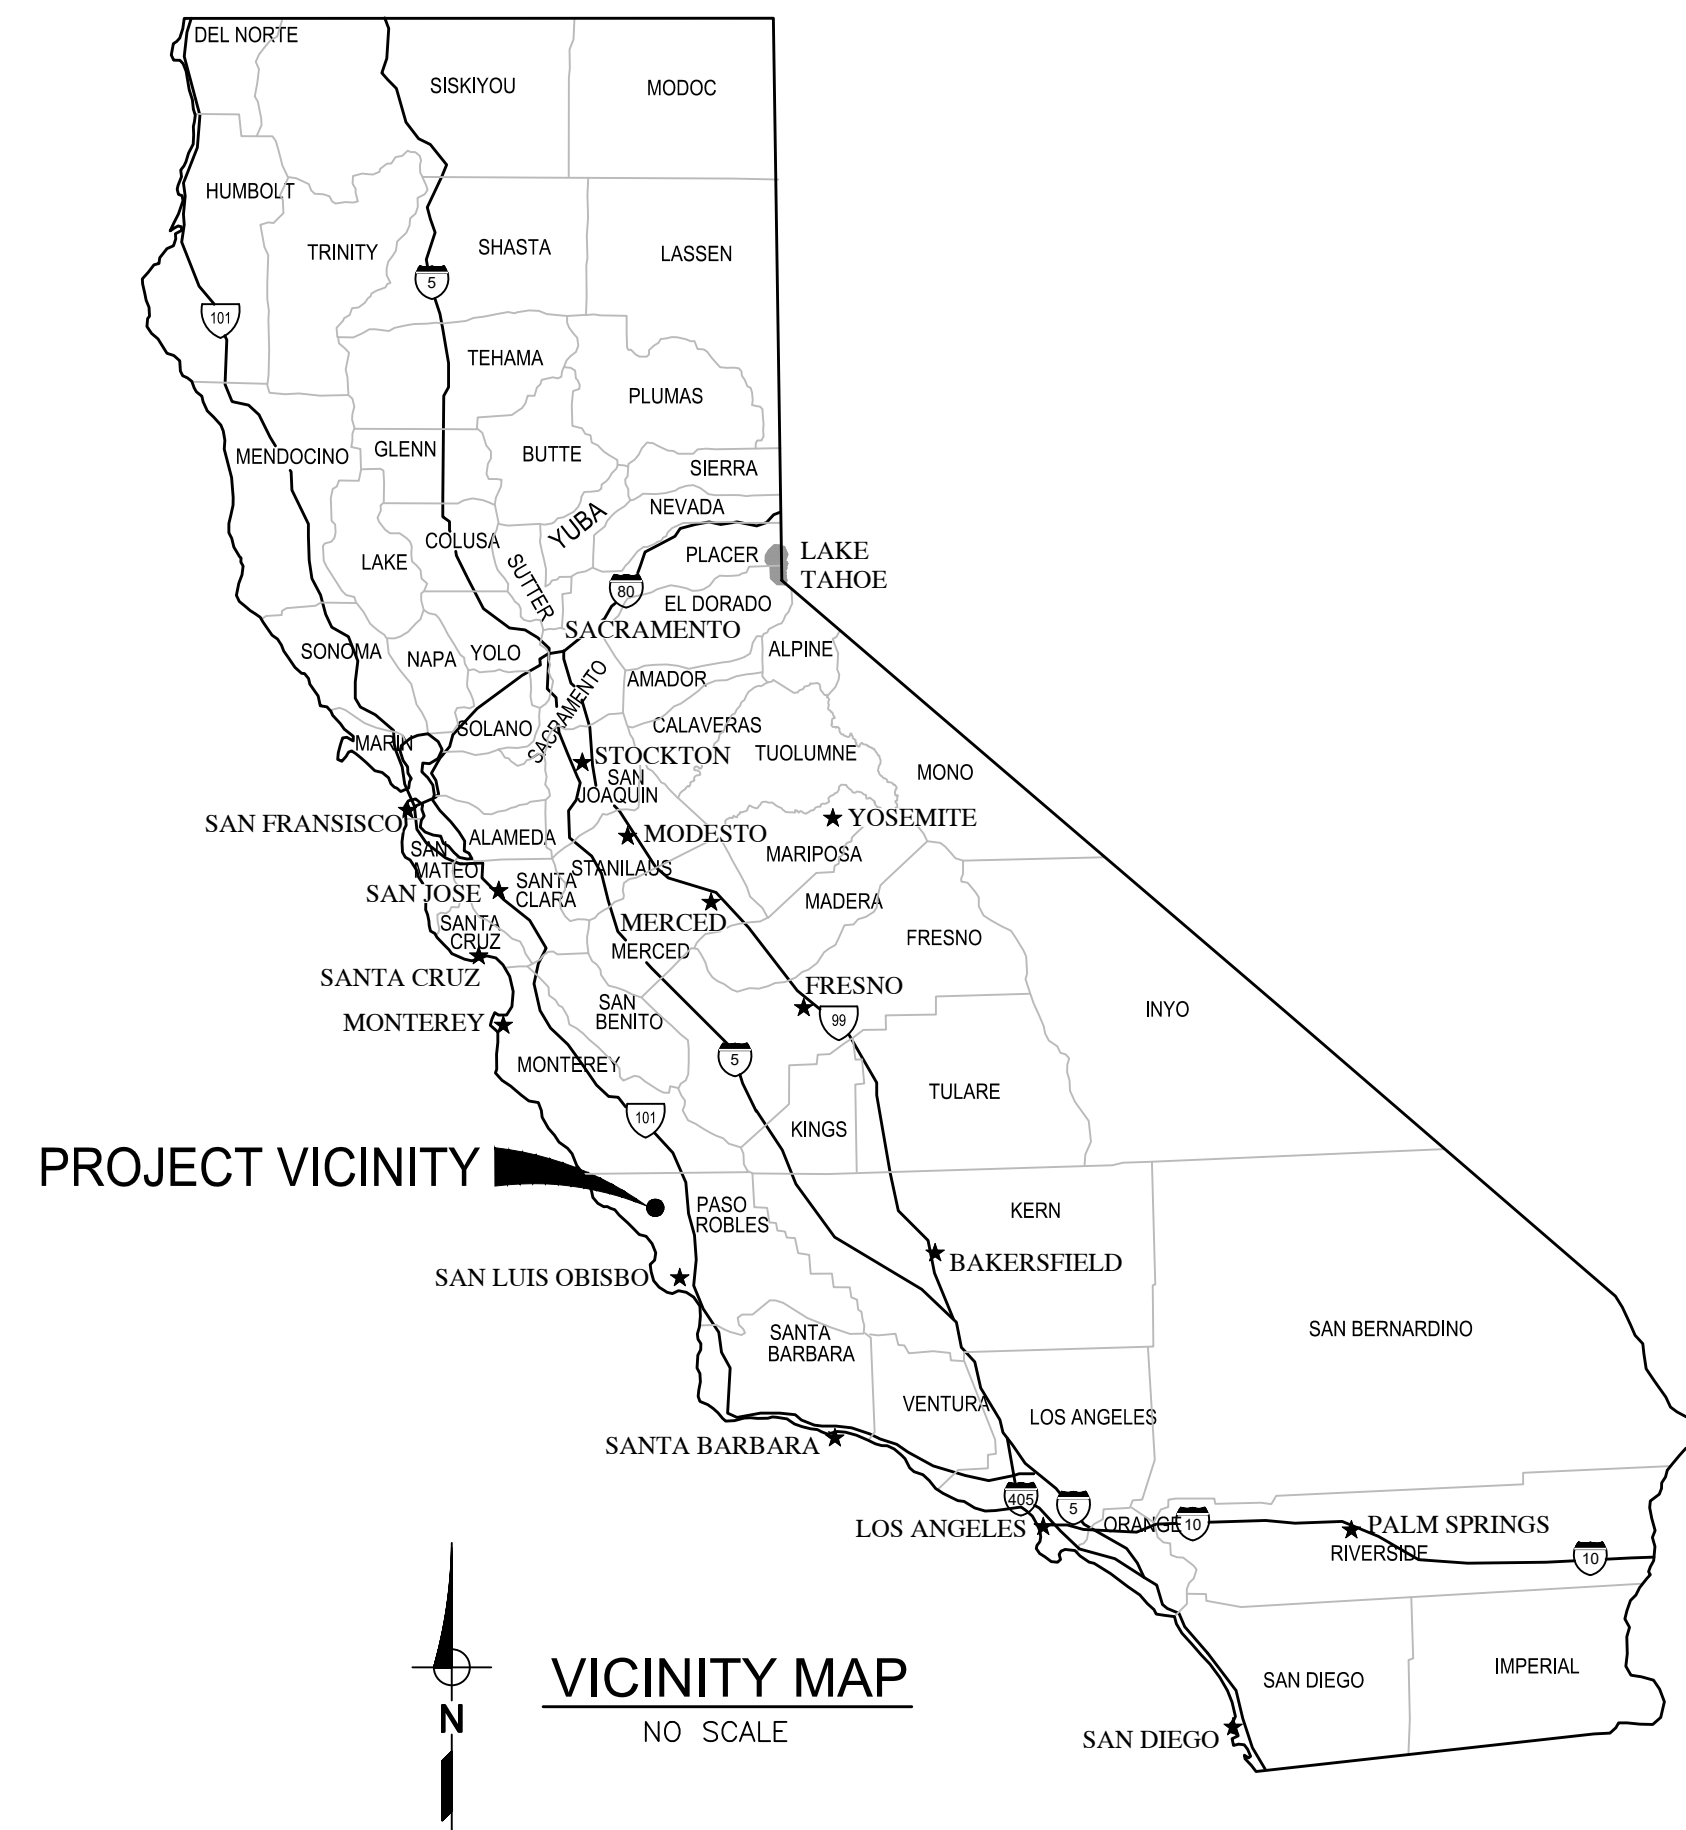 DEL NORTE
SISKIYOU
MODOC
HUMBOLT
TRINITY
SHASTA
LASSEN
5
101
TEHAMA
PLUMAS
MENDOCINO
GLENN
BUTTE
SIERRA
NEVADA
YUBA
COLUSA
LAKE
SUTTER
PLACER
LAKE
TAHOE
80
EL DORADO
SACRAMENTO
SONOMA
NAPA
YOLO
ALPINE
AMADOR
SACRAMENTO
SOLANO
CALAVERAS
MARIN
STOCKTON
TUOLUMNE
MONO
SAN
JOAQUIN
SAN FRANSISCO
YOSEMITE
ALAMEDA
MODESTO
SAN
MATEO
MARIPOSA
STANILAUS
SAN JOSE
SANTA
CLARA
MADERA
MERCED
SANTA
CRUZ
MERCED
FRESNO
SANTA CRUZ
FRESNO
SAN
BENITO
INYO
99
MONTEREY
5
MONTEREY
TULARE
101
KINGS
PROJECT VICINITY
PASO
ROBLES
KERN
BAKERSFIELD
SAN LUIS OBISBO
SANTA
BARBARA
SAN BERNARDINO
VENTURA
LOS ANGELES
SANTA BARBARA
405
5
LOS ANGELES
ORANGE
10
PALM SPRINGS
RIVERSIDE
10
VICINITY MAP
NO SCALE
N
SAN DIEGO
IMPERIAL
SAN DIEGO